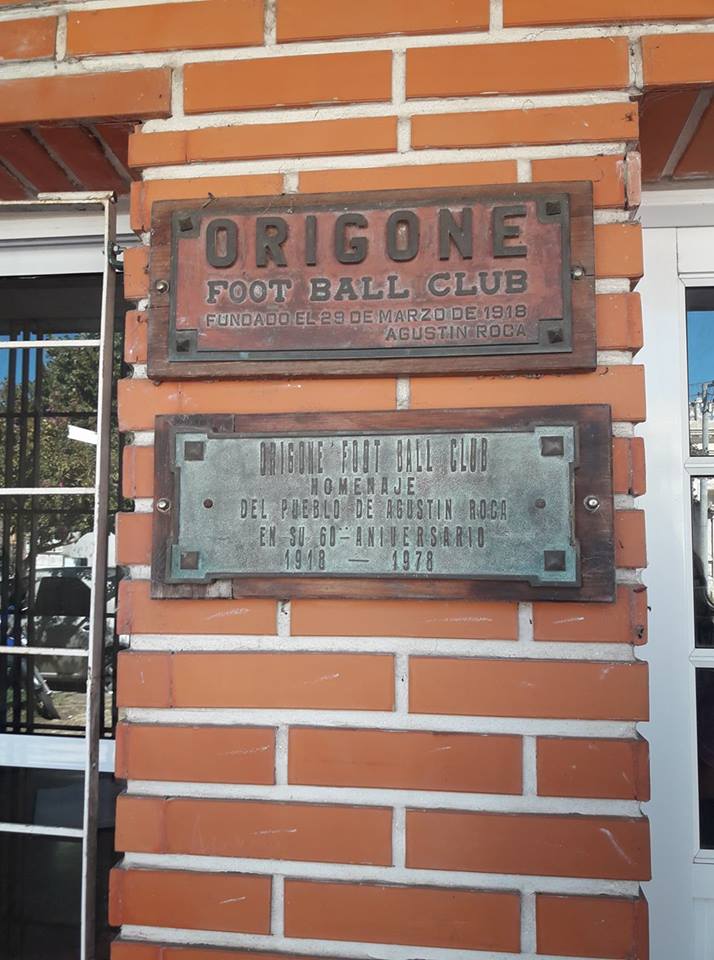 ORIGONE
FOOT BALL CLUB
FUNDADO EL 29 DE MARZO DE 1918
AGUSTIN ROCA
ORIGONE FOOT BALL CLUB
HOMENAJE
DEL PUEBLO DE AGUSTIN ROCA
EN SU 60-ANIVERSARIO
1918 — 1978